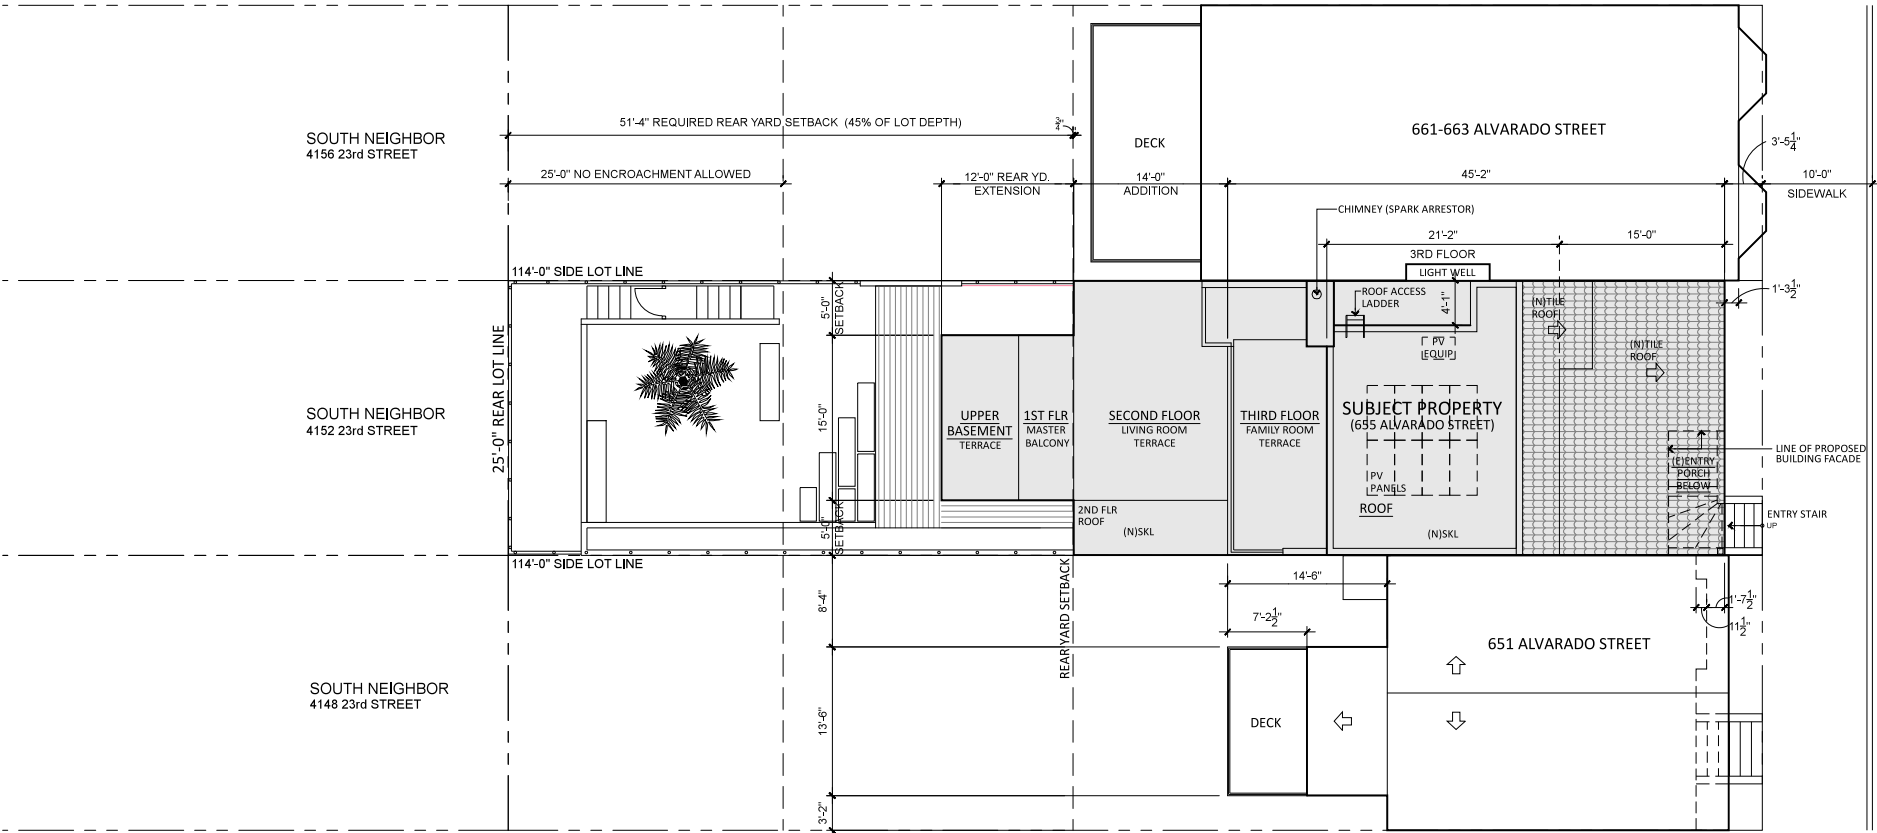 51'-4" REQUIRED REAR YARD SETBACK (45% OF LOT DEPTH)
3/4"
661-663 ALVARADO STREET
SOUTH NEIGHBOR
4156 23rd STREET
DECK
3'-5 1/4"
25'-0" NO ENCROACHMENT ALLOWED
12'-0" REAR YD.
EXTENSION
14'-0"
ADDITION
45'-2"
10'-0"
SIDEWALK
CHIMNEY (SPARK ARRESTOR)
21'-2"
15'-0"
3RD FLOOR
LIGHT WELL
114'-0" SIDE LOT LINE
5'-0"
SETBACK
ROOF ACCESS
LADDER
4'-1"
(N)TILE
ROOF
1'-3 1/2"
(N)TILE
ROOF
PV
EQUIP
25'-0" REAR LOT LINE
15'-0"
SOUTH NEIGHBOR
4152 23rd STREET
UPPER
BASEMENT
TERRACE
1ST FLR
MASTER
BALCONY
SECOND FLOOR
LIVING ROOM
TERRACE
THIRD FLOOR
FAMILY ROOM
TERRACE
SUBJECT PROPERTY
(655 ALVARADO STREET)
LINE OF PROPOSED
BUILDING FACADE
(E)ENTRY
PORCH
BELOW
PV
PANELS
ROOF
2ND FLR
ROOF
(N)SKL
(N)SKL
ENTRY STAIR
UP
5'-0"
SETBACK
114'-0" SIDE LOT LINE
14'-6"
8'-4"
REAR YARD SETBACK
7'-2 1/2"
1'-7 1/2"
11 1/2"
651 ALVARADO STREET
SOUTH NEIGHBOR
4148 23rd STREET
13'-6"
DECK
3'-2"